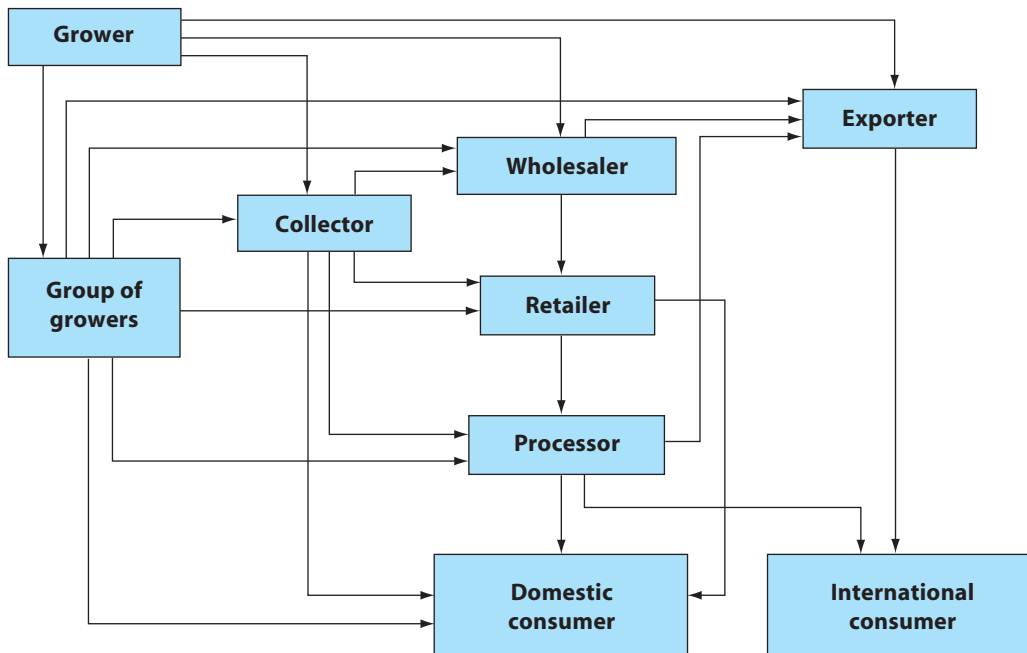 Grower
Exporter
Wholesaler
Collector
Group of
growers
Retailer
Processor
Domestic
consumer
International
consumer